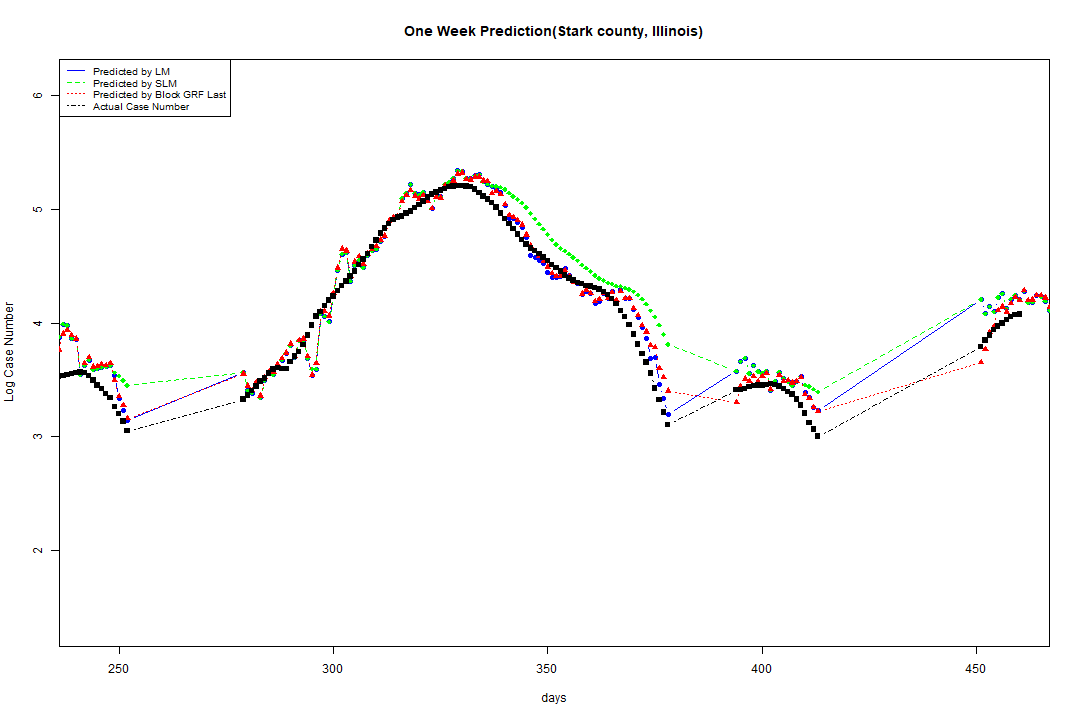 One Week Prediction(Stark county, Illinois)
Predicted by LM
Predicted by SLM
Predicted by Block GRF Last
Actual Case Number
Log Case Number
6
5
4
3
2
250
300
350
400
450
days